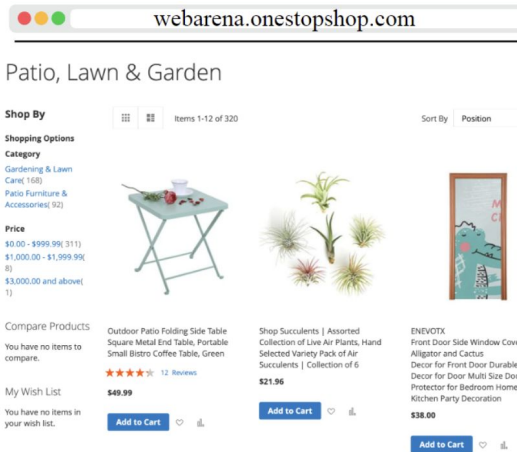 webarena.onestopshop.com
Patio, Lawn & Garden
Shop By
Items 1-12 of 320
Sort By Position
Shopping Options
Category
Gardening & Lawn
Care( 168)
Patio Furniture &
Accessories( 92)
Price
$0.00 - $999.99( 311)
$1,000.00 - $1,999.99(
8)
$3,000.00 and above(
1)
Compare Products
You have no items to
compare.
My Wish List
You have no items in
your wish list.
Outdoor Patio Folding Side Table
Square Metal End Table, Portable
Small Bistro Coffee Table, Green
12 Reviews
$49.99
Add to Cart
Shop Succulents | Assorted
Collection of Live Air Plants, Hand
Selected Variety Pack of Air
Succulents | Collection of 6
$21.96
Add to Cart
ENEVOTX
Front Door Side Window Cove
Alligator and Cactus
Decor for Front Door Durable
Decor for Door Multi Size Doo
Protector for Bedroom Home
Kitchen Party Decoration
$38.00
Add to Cart